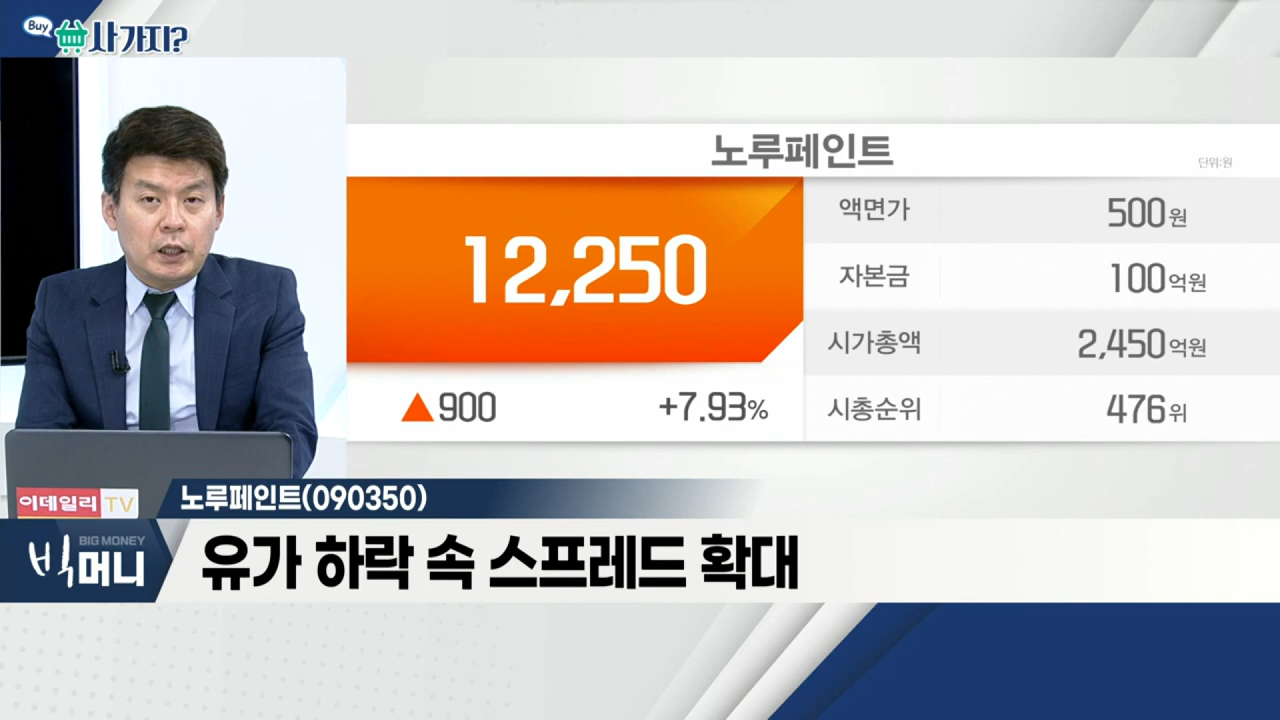 Buy
사가지?
노루페인트
단위:원
12,250
▲900 +7.93%
액면가 500원
자본금 100억원
시가총액 2,450억원
시총순위 476위
이데일리TV
노루페인트(090350)
BIG MONEY
빅머니
유가 하락 속 스프레드 확대